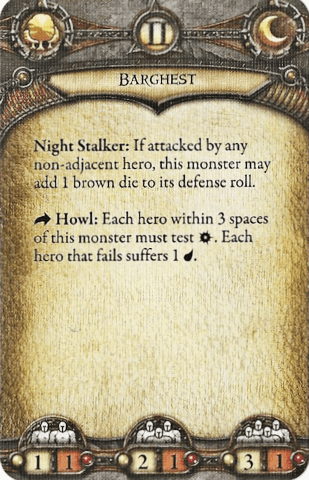 II
BARGHEST
Night Stalker: If attacked by any
non-adjacent hero, this monster may
add 1 brown die to its defense roll.
Howl: Each hero within 3 spaces
of this monster must test . Each
hero that fails suffers 1 .
1 1 2 1 3 1